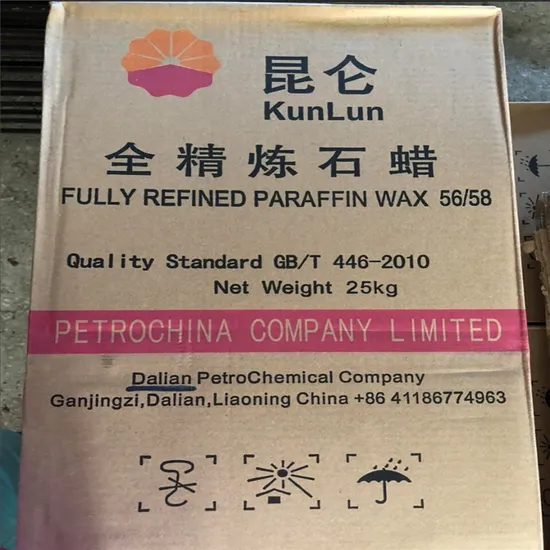 昆仑
KunLun
全精炼石蜡
FULLY REFINED PARAFFIN WAX 56/58
Quality Standard GB/T 446-2010
Net Weight 25kg
PETROCHINA COMPANY LIMITED
Dalian PetroChemical Company
Ganjingzi,Dalian,Liaoning China +86 41186774963